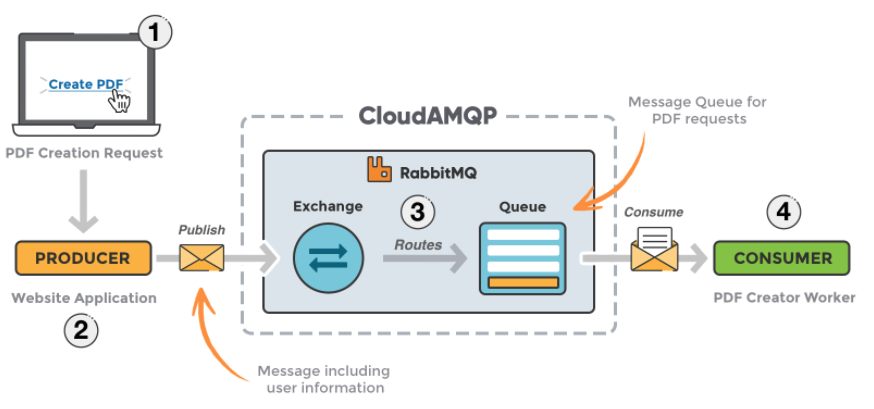 1
Create PDF
PDF Creation Request
CloudAMQP
Message Queue for
PDF requests
RabbitMQ
Exchange
3
Queue
Routes
Publish
Consume
4
PRODUCER
CONSUMER
Website Application
PDF Creator Worker
2
Message including
user information